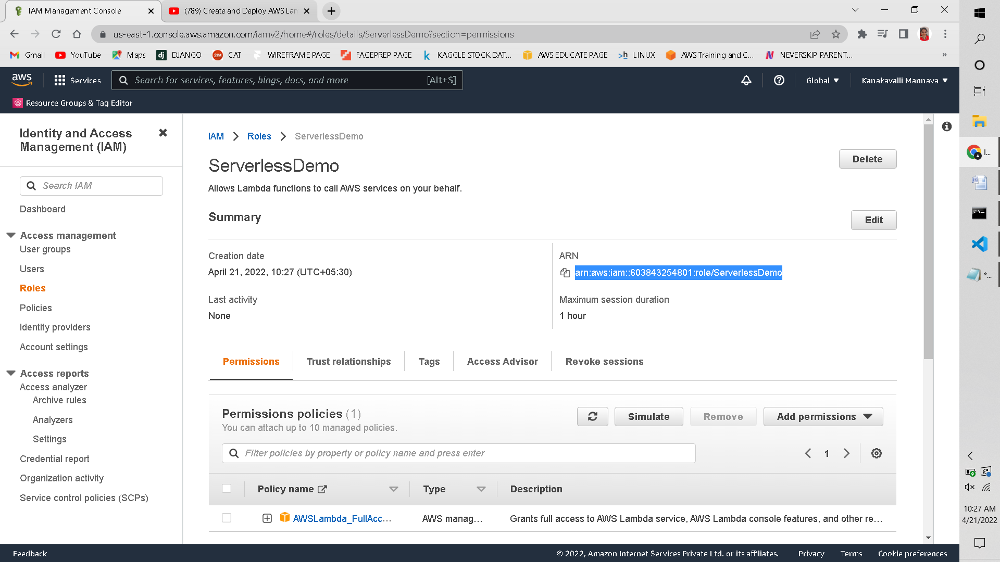 IAM Management Console
(789) Create and Deploy AWS Lam
us-east-1.console.aws.amazon.com/iamv2/home#/roles/details/ServerlessDemo?section=permissions
Gmail YouTube Maps DJANGO CAT WIREFRAME PAGE FACEPREP PAGE KAGGLE STOCK DAT... AWS EDUCATE PAGE LINUX AWS Training and C... NEVERSKIP PARENT...
aws Services Search for services, features, blogs, docs, and more [Alt+S] Global Kanakavalli Mannava
Resource Groups & Tag Editor
Identity and Access
Management (IAM)
Search IAM
Dashboard
Access management
User groups
Users
Roles
Policies
Identity providers
Account settings
Access reports
Access analyzer
Archive rules
Analyzers
Settings
Credential report
Organization activity
Service control policies (SCPs)
IAM > Roles > ServerlessDemo
ServerlessDemo
Delete
Allows Lambda functions to call AWS services on your behalf.
Summary
Edit
Creation date
April 21, 2022, 10:27 (UTC+05:30)
ARN
arn:aws:iam::603843254801:role/ServerlessDemo
Last activity
None
Maximum session duration
1 hour
Permissions Trust relationships Tags Access Advisor Revoke sessions
Permissions policies (1)
You can attach up to 10 managed policies.
Simulate Remove Add permissions
Filter policies by property or policy name and press enter
1
Policy name Type Description
AWSLambda_FullAcc... AWS manag... Grants full access to AWS Lambda service, AWS Lambda console features, and other re...
Feedback © 2022, Amazon Internet Services Private Ltd. or its affiliates. Privacy Terms Cookie preferences
I...
*...
10:27 AM
4/21/2022